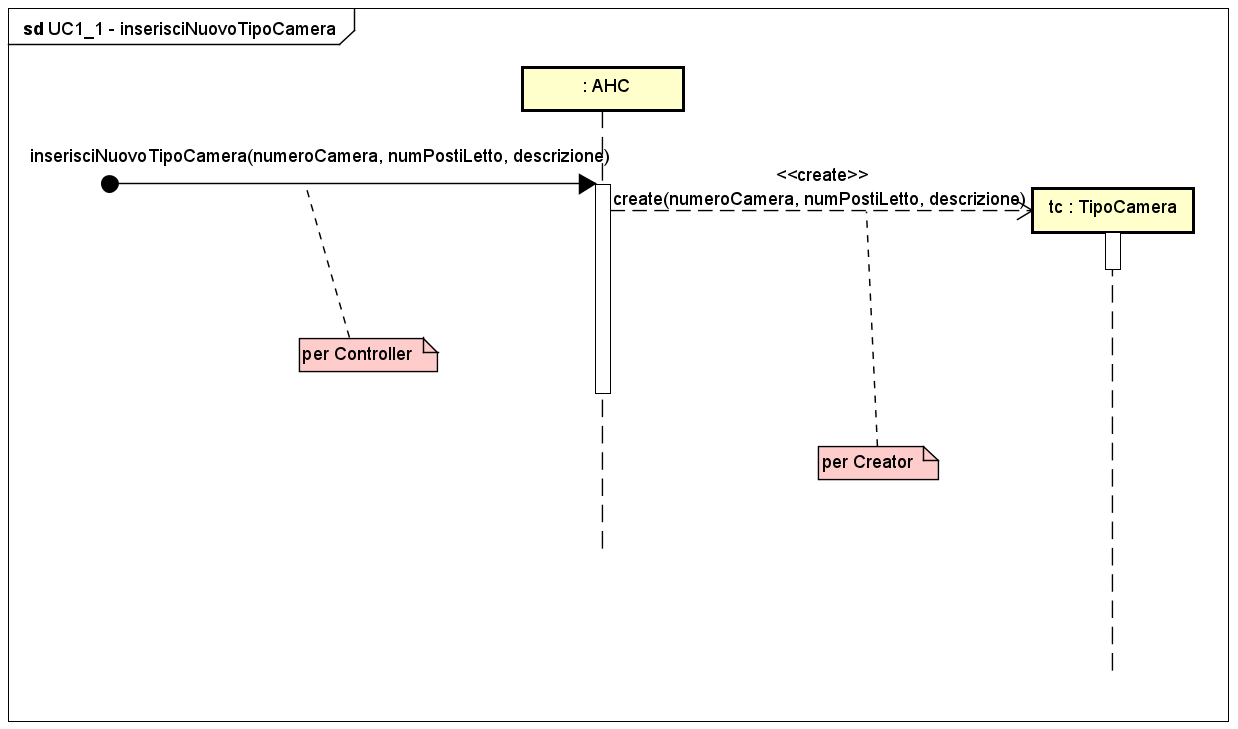 sd UC1_1 - inserisciNuovoTipoCamera
: AHC
inserisciNuovoTipoCamera(numeroCamera, numPostiLetto, descrizione)
<<create>>
create(numeroCamera, numPostiLetto, descrizione)
tc : TipoCamera
per Controller
per Creator